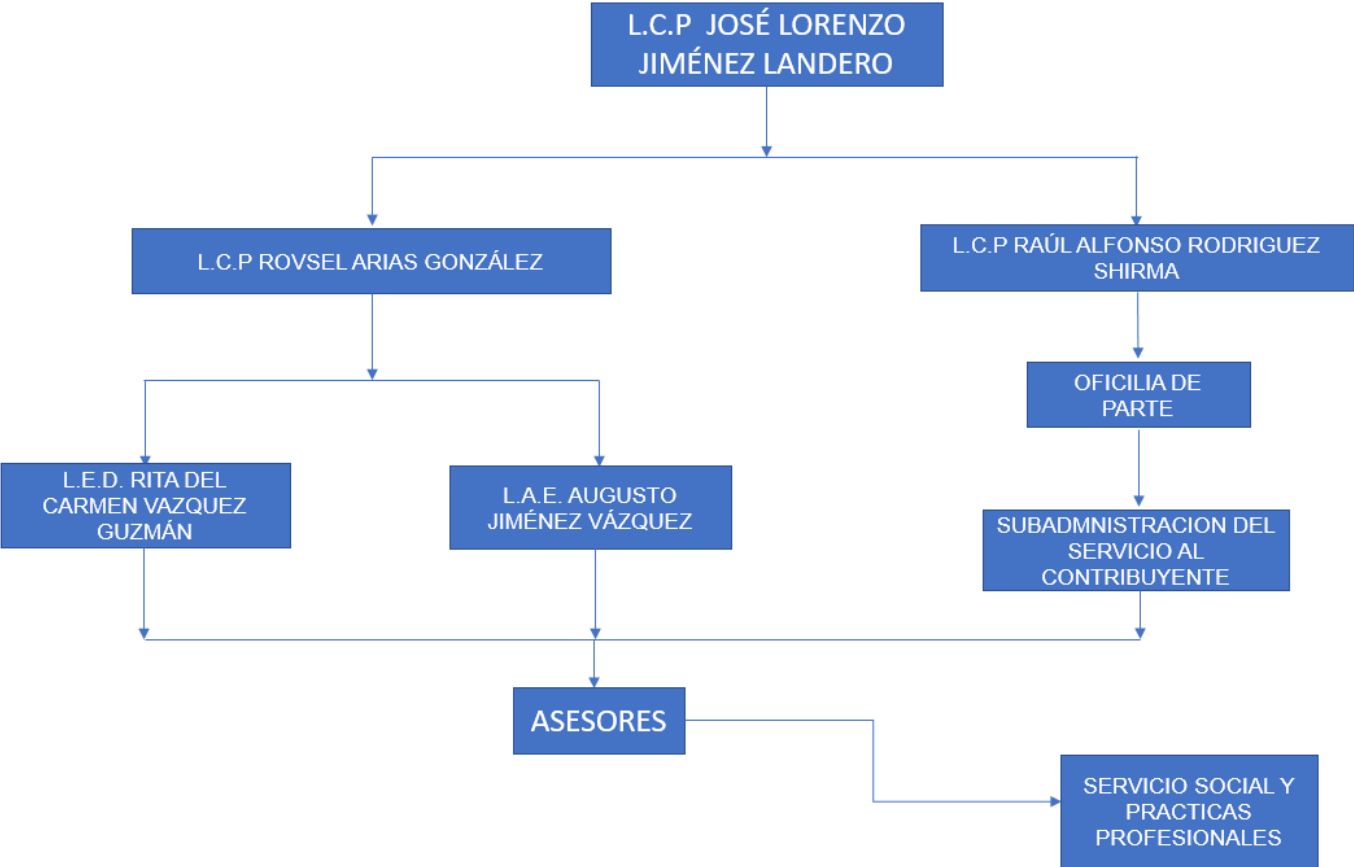 L.C.P JOSÉ LORENZO
JIMÉNEZ LANDERO
L.C.P ROVSEL ARIAS GONZÁLEZ
L.C.P RAÚL ALFONSO RODRIGUEZ
SHIRMA
OFICILIA DE
PARTE
L.E.D. RITA DEL
CARMEN VAZQUEZ
GUZMÁN
L.A.E. AUGUSTO
JIMÉNEZ VÁZQUEZ
SUBADMNISTRACION DEL
SERVICIO AL
CONTRIBUYENTE
ASESORES
SERVICIO SOCIAL Y
PRACTICAS
PROFESIONALES